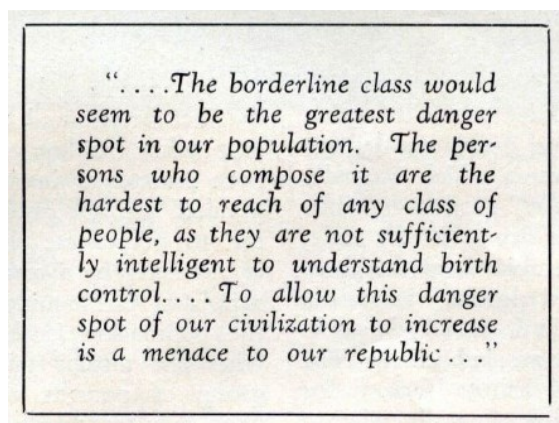 “. . . .The borderline class would
seem to be the greatest danger
spot in our population. The per-
sons who compose it are the
hardest to reach of any class of
people, as they are not sufficient-
ly intelligent to understand birth
control. . . . To allow this danger
spot of our civilization to increase
is a menace to our republic . . .”